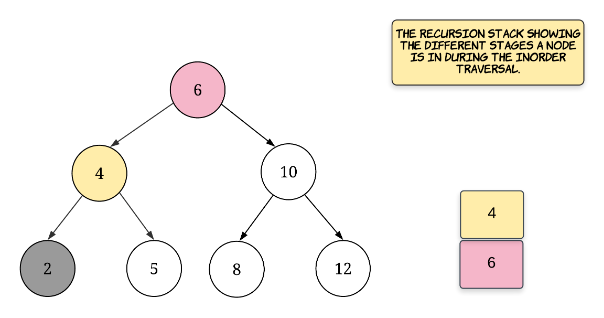 THE RECURSION STACK SHOWING
THE DIFFERENT STAGES A NODE
IS IN DURING THE INORDER
TRAVERSAL.
6
4
10
2
5
8
12
4
6